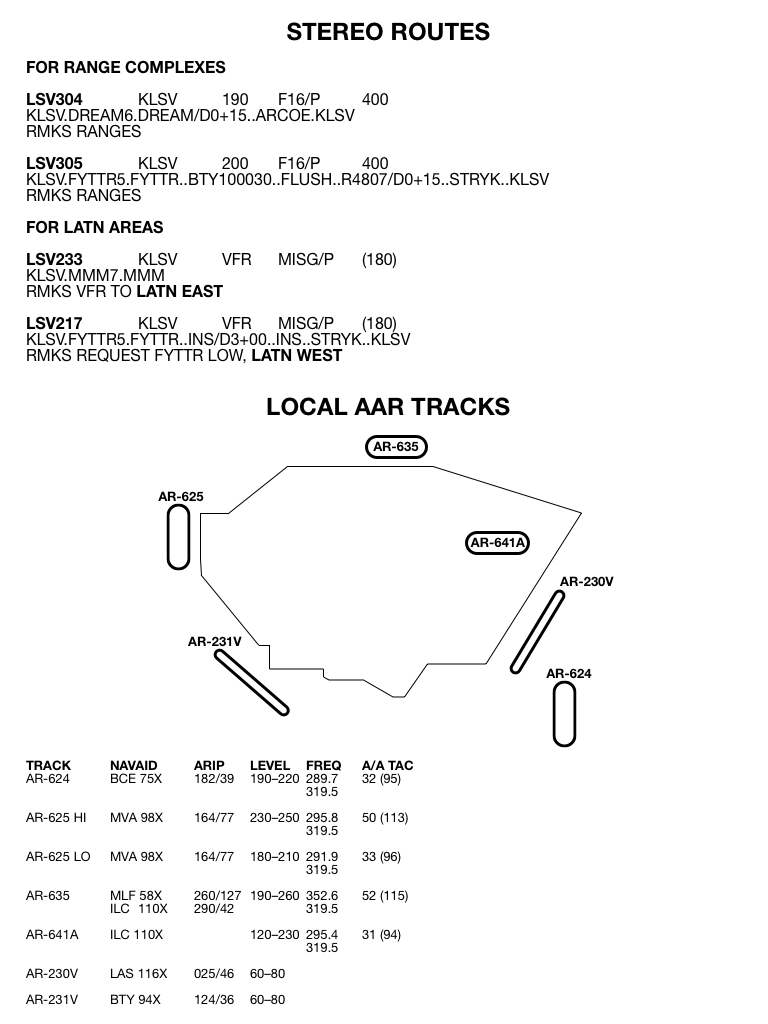 STEREO ROUTES
FOR RANGE COMPLEXES
LSV304 KLSV 190 F16/P 400
KLSV.DREAM6.DREAM/D0+15..ARCOE.KLSV
RMKS RANGES
LSV305 KLSV 200 F16/P 400
KLSV.FYTTR5.FYTTR..BTY100030..FLUSH..R4807/D0+15..STRYK..KLSV
RMKS RANGES
FOR LATN AREAS
LSV233 KLSV VFR MISG/P (180)
KLSV.MMM7.MMM
RMKS VFR TO LATN EAST
LSV217 KLSV VFR MISG/P (180)
KLSV.FYTTR5.FYTTR..INS/D3+00..INS..STRYK..KLSV
RMKS REQUEST FYTTR LOW, LATN WEST
LOCAL AAR TRACKS
AR-635
AR-625
AR-641A
AR-230V
AR-231V
AR-624
TRACK NAVAID ARIP LEVEL FREQ A/A TAC
AR-624 BCE 75X 182/39 190–220 289.7 32 (95)
319.5
AR-625 HI MVA 98X 164/77 230–250 295.8 50 (113)
319.5
AR-625 LO MVA 98X 164/77 180–210 291.9 33 (96)
319.5
AR-635 MLF 58X 260/127 190–260 352.6 52 (115)
ILC 110X 290/42 319.5
AR-641A ILC 110X 120–230 295.4 31 (94)
319.5
AR-230V LAS 116X 025/46 60–80
AR-231V BTY 94X 124/36 60–80